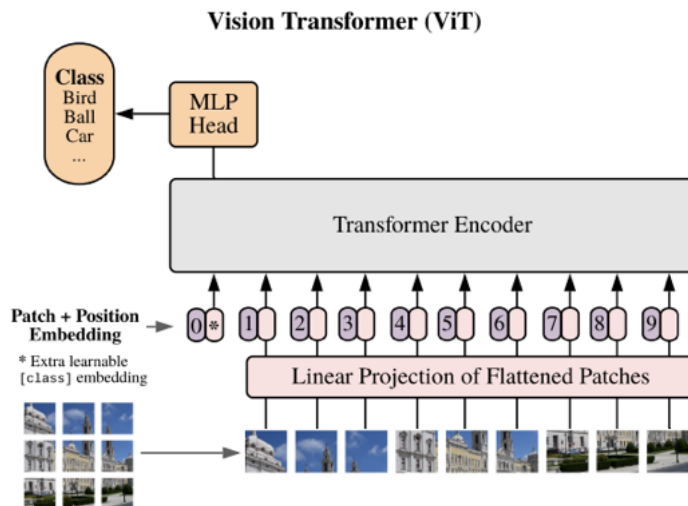 Vision Transformer (ViT)
Class
Bird
Ball
Car
...
MLP
Head
Transformer Encoder
Patch + Position
Embedding
0 * 1 2 3 4 5 6 7 8 9
* Extra learnable
[class] embedding
Linear Projection of Flattened Patches